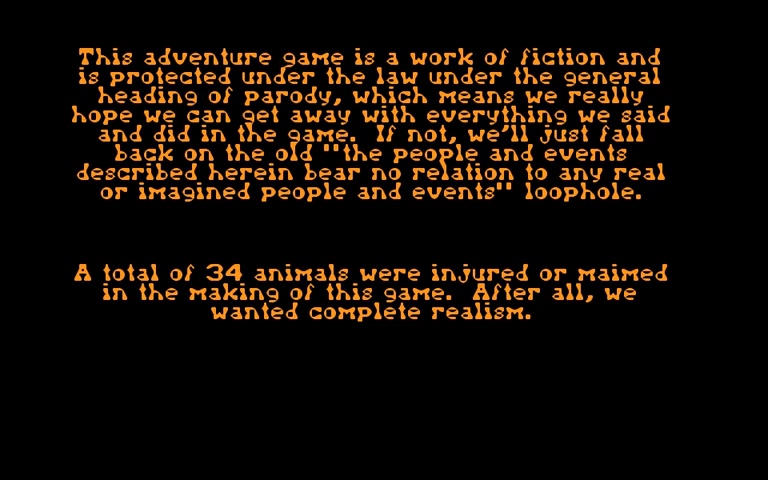 This adventure game is a work of fiction and
is protected under the law under the general
heading of parody, which means we really
hope we can get away with everything we said
and did in the game.  If not, we'll just fall
back on the old "the people and events
described herein bear no relation to any real
or imagined people and events" loophole.
A total of 34 animals were injured or maimed
in the making of this game.  After all, we
wanted complete realism.